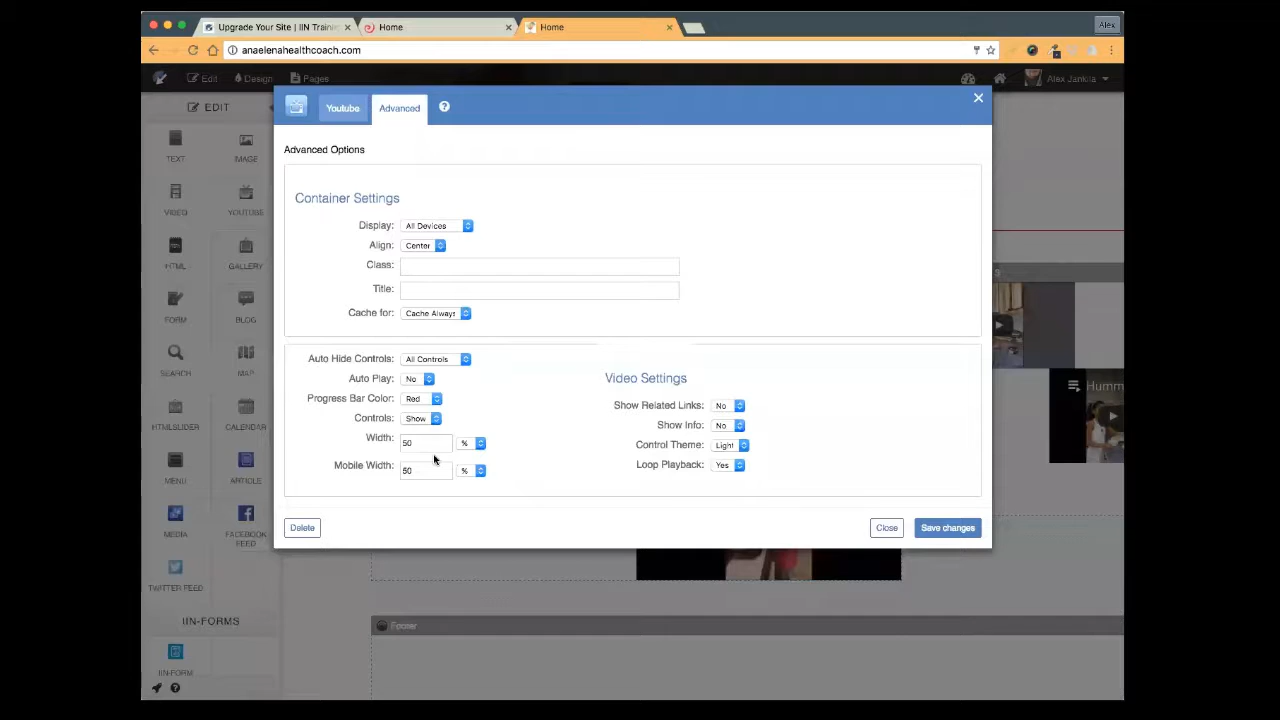 Upgrade Your Site | IIN Trainin
Home
Home
Alex
anaelenahealthcoach.com
Edit
Design
Pages
Alex Jankila
EDIT
TEXT
IMAGE
VIDEO
YOUTUBE
HTML
GALLERY
FORM
BLOG
SEARCH
MAP
HTMLSLIDER
CALENDAR
MENU
ARTICLE
MEDIA
FACEBOOK FEED
TWITTER FEED
IIN-FORMS
IIN-FORM
Youtube
Advanced
Advanced Options
Container Settings
Display: All Devices
Align: Center
Class:
Title:
Cache for: Cache Always
Auto Hide Controls: All Controls
Auto Play: No
Progress Bar Color: Red
Controls: Show
Width: 50 %
Mobile Width: 50 %
Video Settings
Show Related Links: No
Show Info: No
Control Theme: Light
Loop Playback: Yes
Delete
Close
Save changes
Humm
Footer